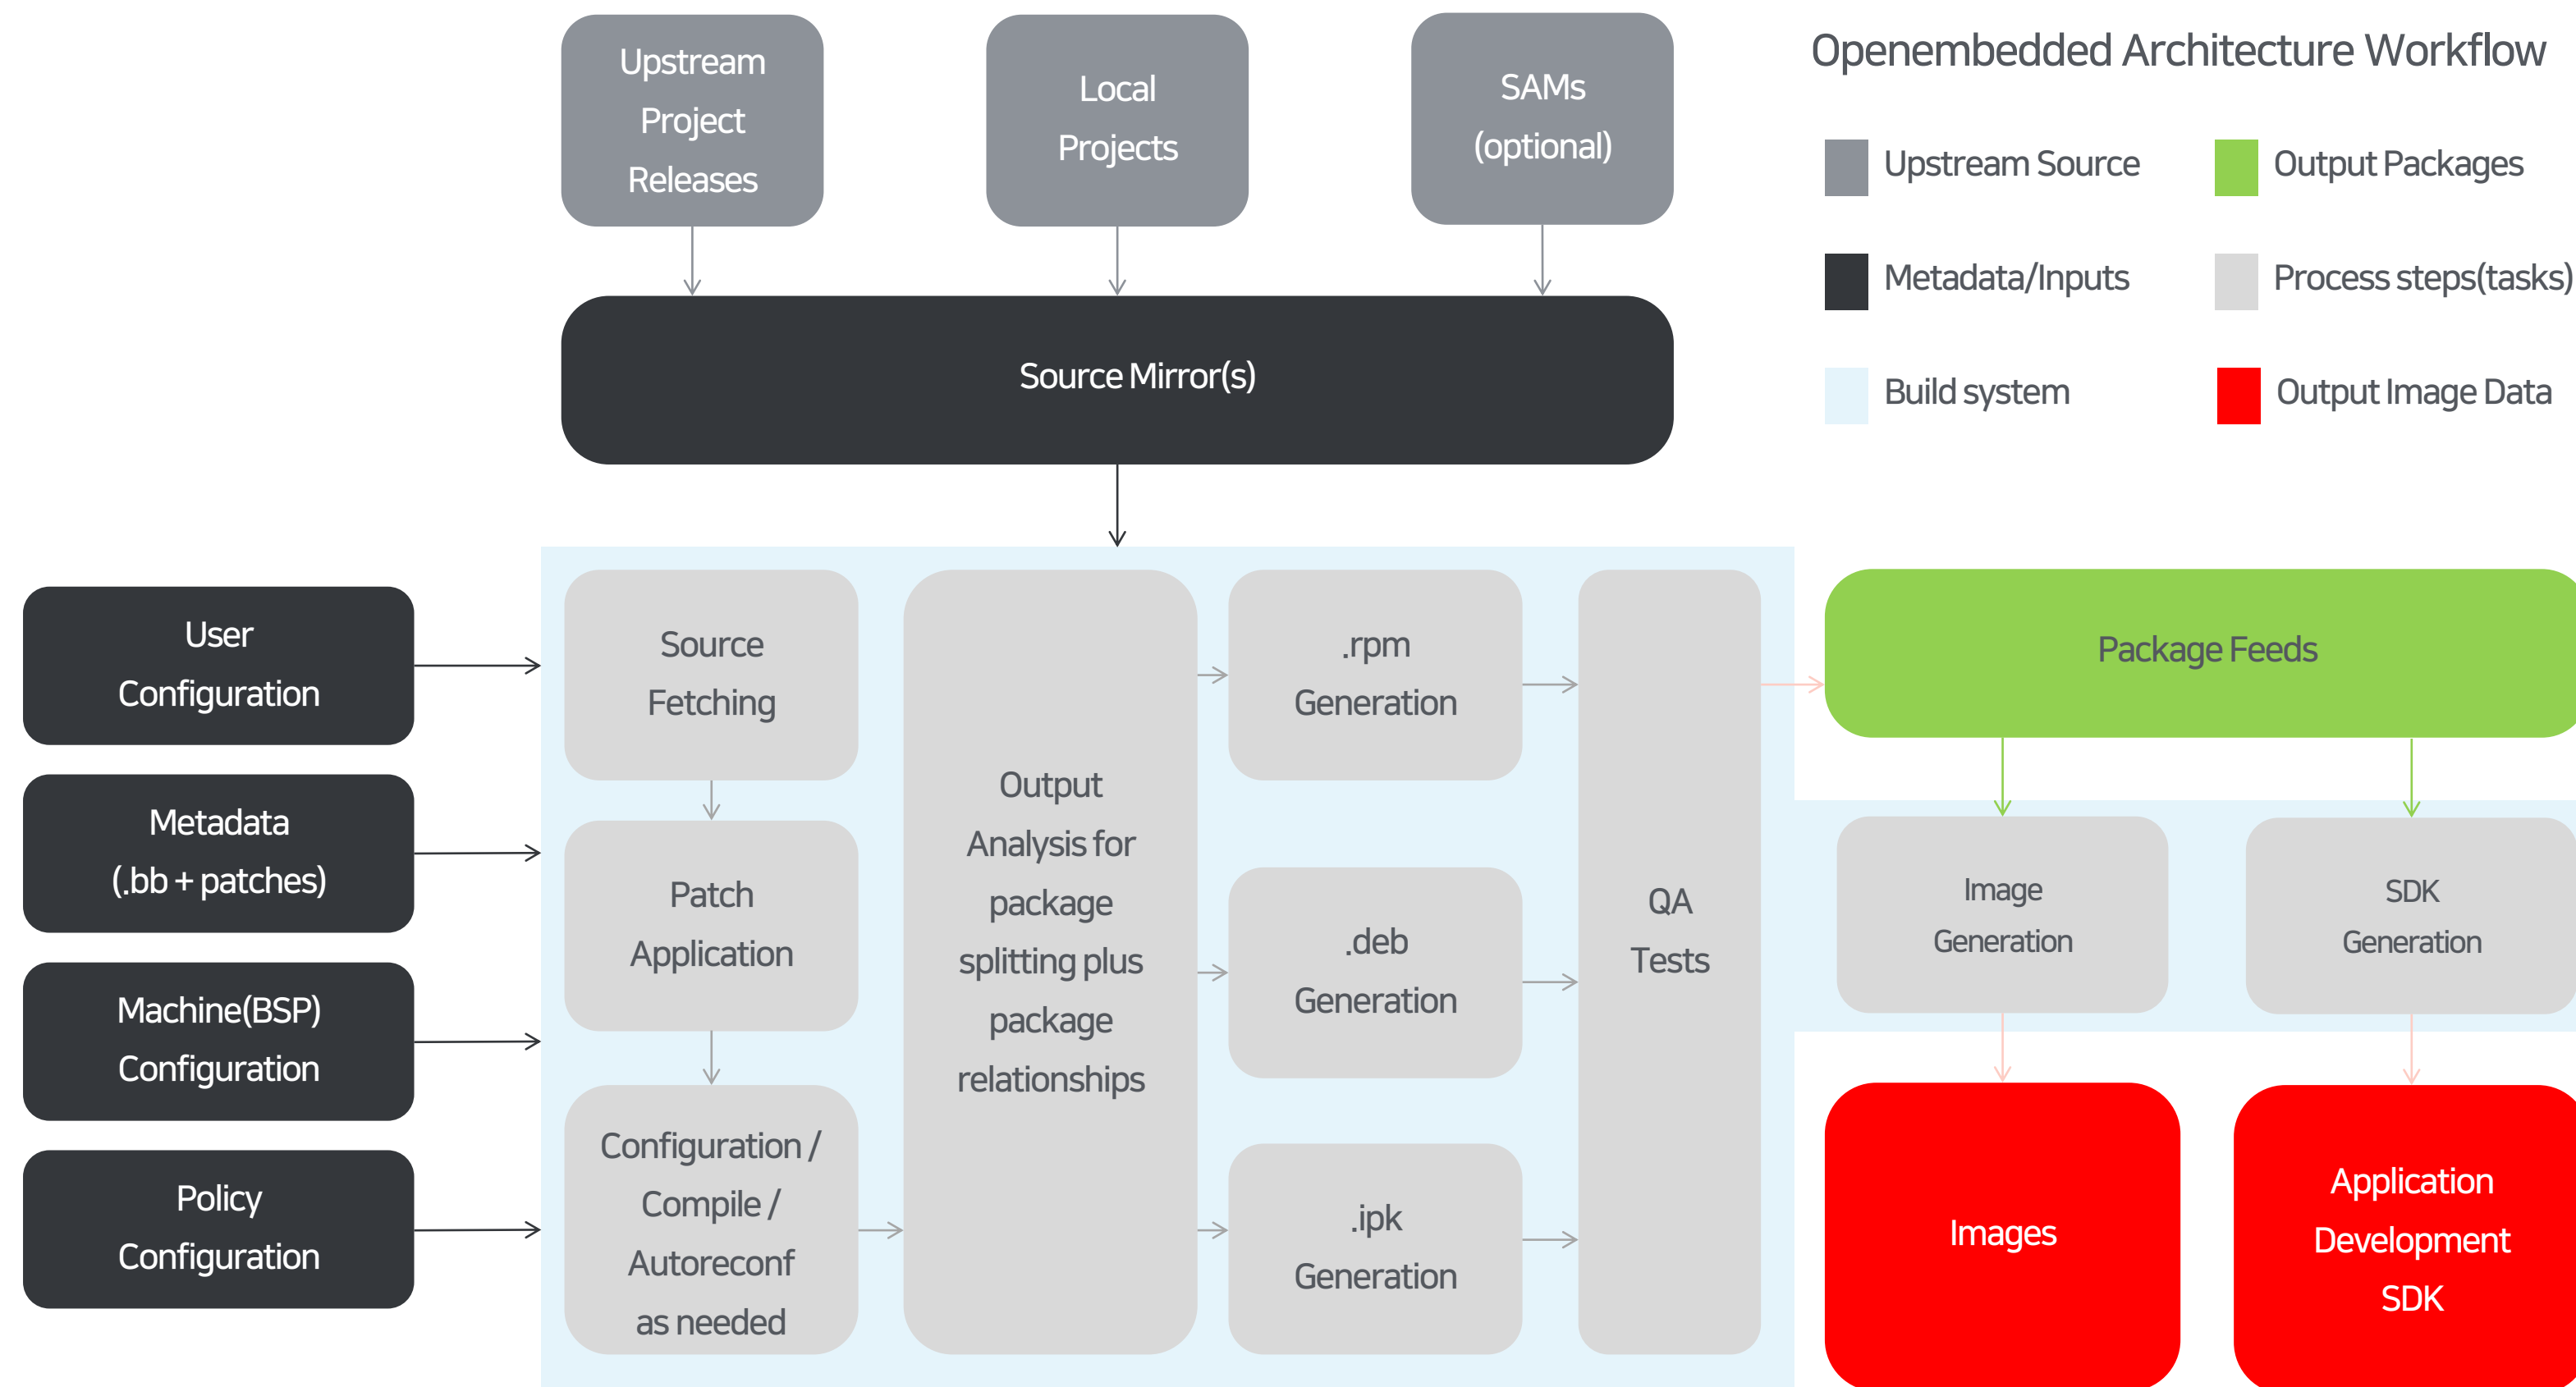 Upstream
Project
Releases
Local
Projects
SAMs
(optional)
Openembedded Architecture Workflow
Upstream Source
Output Packages
Metadata/Inputs
Process steps(tasks)
Build system
Output Image Data
Source Mirror(s)
User
Configuration
Metadata
(.bb + patches)
Machine(BSP)
Configuration
Policy
Configuration
Source
Fetching
Patch
Application
Configuration /
Compile /
Autoreconf
as needed
Output
Analysis for
package
splitting plus
package
relationships
.rpm
Generation
.deb
Generation
.ipk
Generation
QA
Tests
Package Feeds
Image
Generation
SDK
Generation
Images
Application
Development
SDK